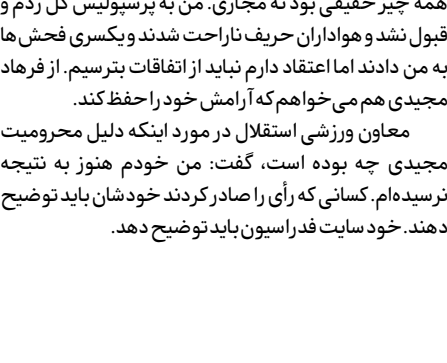 همه چیز حقیقی بود نه مجازی. من به پرسپولیس گل زدم و
قبول نشد و هواداران حریف ناراحت شدند و یکسری فحش‌ها
به من دادند اما اعتقاد دارم نباید از اتفاقات بترسیم. از فرهاد
مجیدی هم می‌خواهم که آرامش خود را حفظ کند.
معاون ورزشی استقلال در مورد اینکه دلیل محرومیت
مجیدی چه بوده است، گفت: من خودم هنوز به نتیجه
نرسیده‌ام. کسانی که رأی را صادر کردند خودشان باید توضیح
دهند. خود سایت فدراسیون باید توضیح دهد.